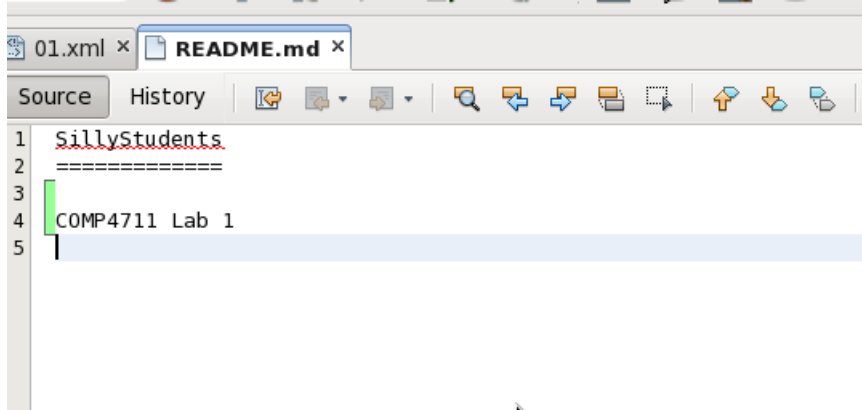 01.xml × README.md ×
Source History
1 SillyStudents
2 =============
3
4 COMP4711 Lab 1
5